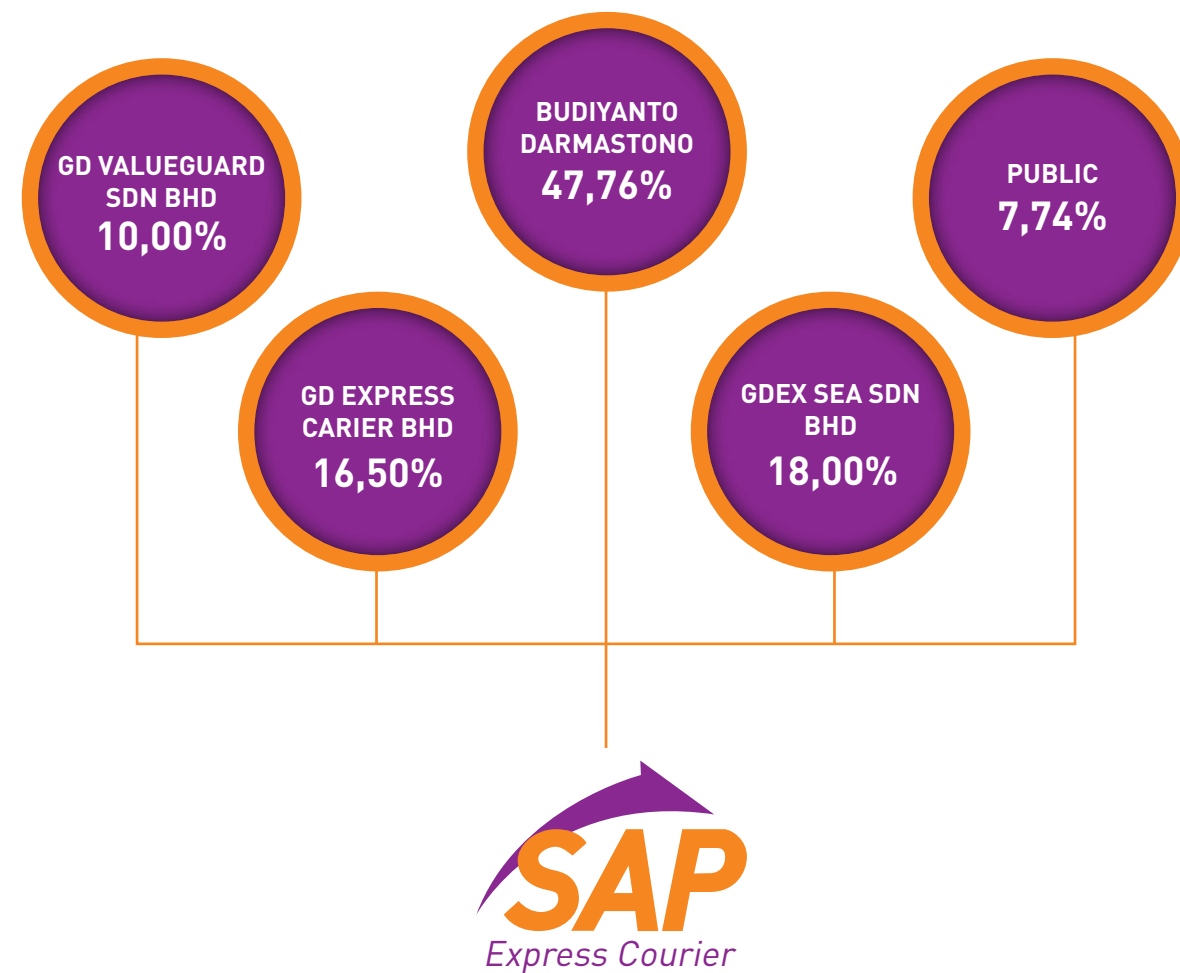 GD VALUEGUARD
SDN BHD
10,00%
BUDIYANTO
DARMASTONO
47,76%
PUBLIC
7,74%
GD EXPRESS
CARIER BHD
16,50%
GDEX SEA SDN
BHD
18,00%
SAP
Express Courier